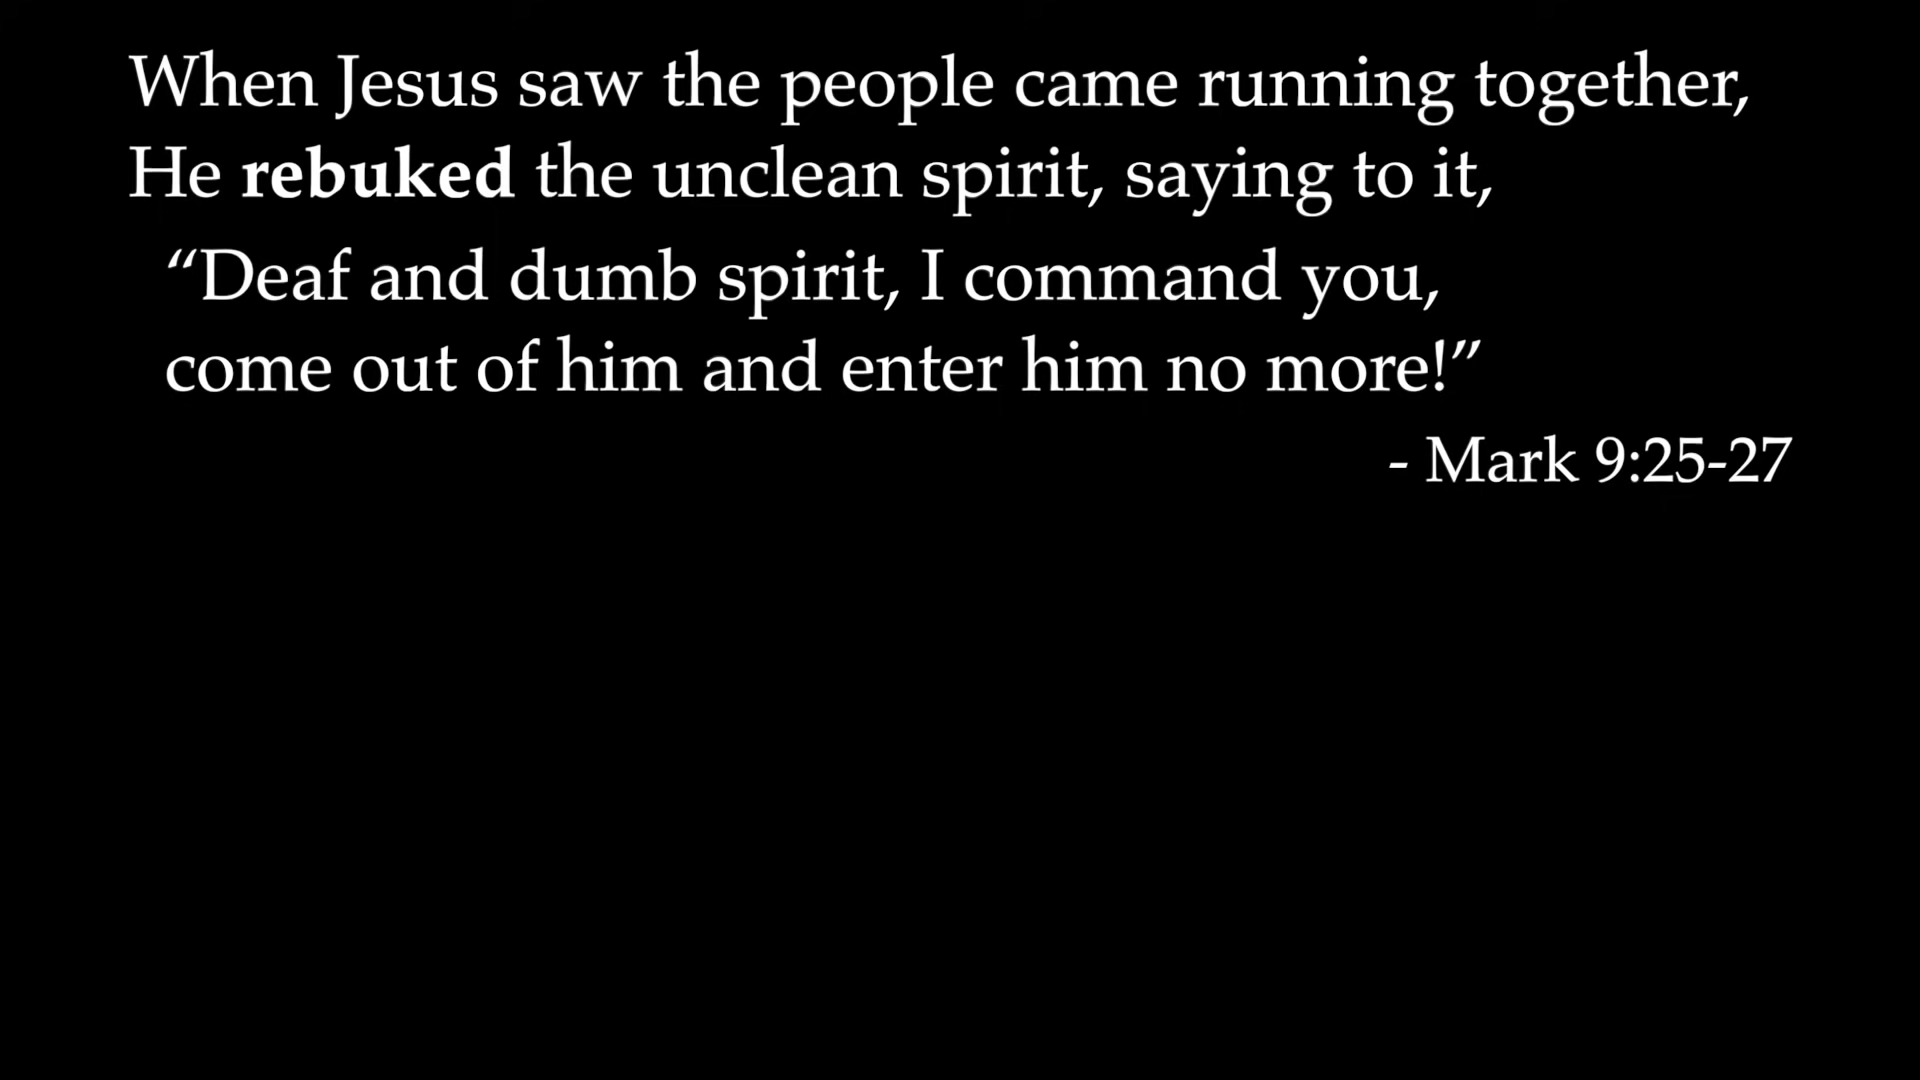 When Jesus saw the people came running together,
He rebuked the unclean spirit, saying to it,
“Deaf and dumb spirit, I command you,
come out of him and enter him no more!”
- Mark 9:25-27